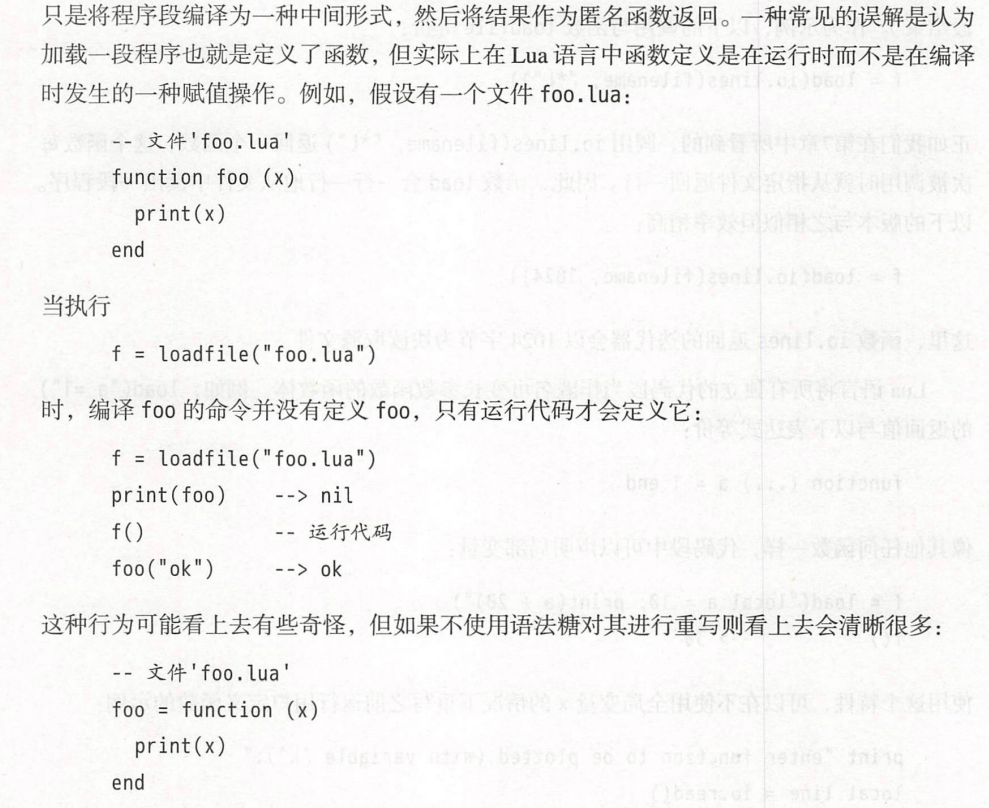 只是将程序段编译为一种中间形式，然后将结果作为匿名函数返回。一种常见的误解是认为
加载一段程序也就是定义了函数，但实际上在 Lua 语言中函数定义是在运行时而不是在编译
时发生的一种赋值操作。例如，假设有一个文件 foo.lua：
-- 文件'foo.lua'
function foo (x)
  print(x)
end
当执行
f = loadfile("foo.lua")
时，编译 foo 的命令并没有定义 foo，只有运行代码才会定义它：
f = loadfile("foo.lua")
print(foo)    --> nil
f()           -- 运行代码
foo("ok")     --> ok
这种行为可能看上去有些奇怪，但如果不使用语法糖对其进行重写则看上去会清晰很多：
-- 文件'foo.lua'
foo = function (x)
  print(x)
end